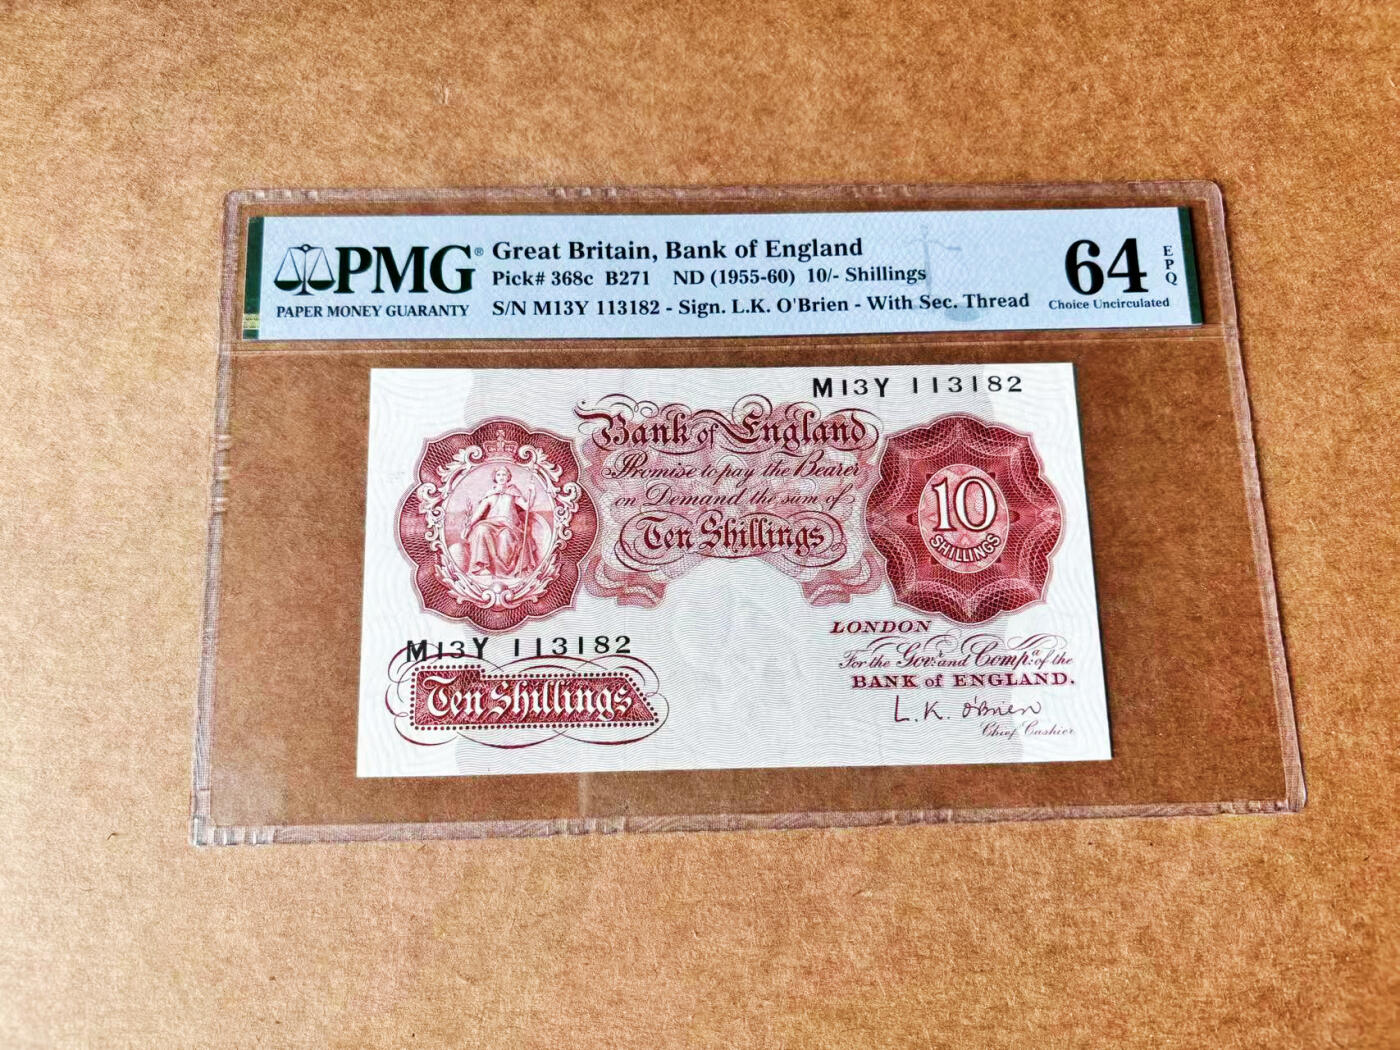 PMG®
PAPER MONEY GUARANTY
Great Britain, Bank of England
Pick# 368c B271 ND (1955-60) 10/- Shillings
S/N M13Y 113182 - Sign. L.K. O'Brien - With Sec. Thread
64
EPQ
Choice Uncirculated
M13Y 113182
Bank of England
Promise to pay the Bearer
on Demand the sum of
Ten Shillings
10
SHILLINGS
LONDON
For the Govr. and Compa. of the
BANK of ENGLAND.
L.K. O'Brien
Chief Cashier
M13Y 113182
Ten Shillings